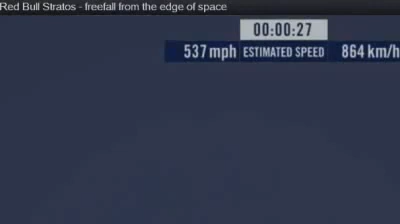 Red Bull Stratos - freefall from the edge of space
00:00:27
537 mph ESTIMATED SPEED 864 km/h